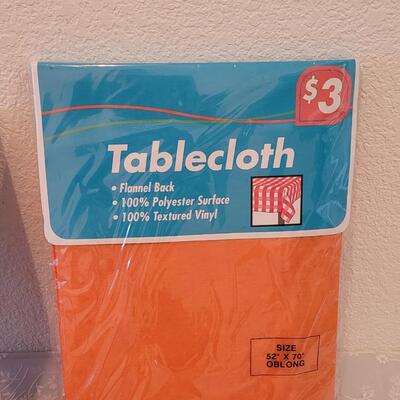 $3
Tablecloth
• Flannel Back
• 100% Polyester Surface
• 100% Textured Vinyl
SIZE
52" X 70"
OBLONG